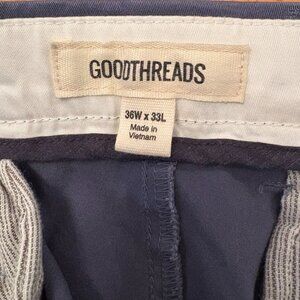 GOODTHREADS
36W x 33L
Made in
Vietnam